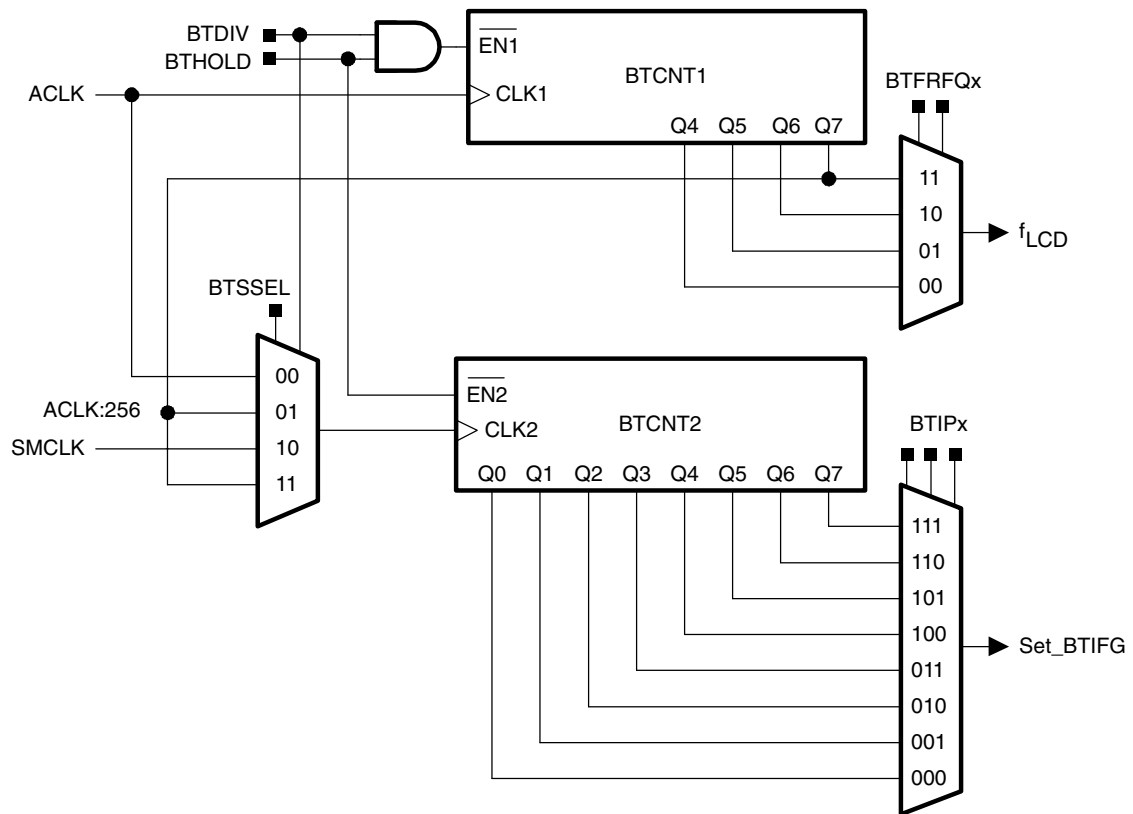 BTDIV
BTHOLD
EN1
BTCNT1
ACLK
CLK1
BTFRFQx
Q4 Q5 Q6 Q7
11
10
01
00
fLCD
BTSSEL
00
01
10
11
ACLK:256
SMCLK
EN2
CLK2
BTCNT2
Q0 Q1 Q2 Q3 Q4 Q5 Q6 Q7
BTIPx
111
110
101
100
011
010
001
000
Set_BTIFG